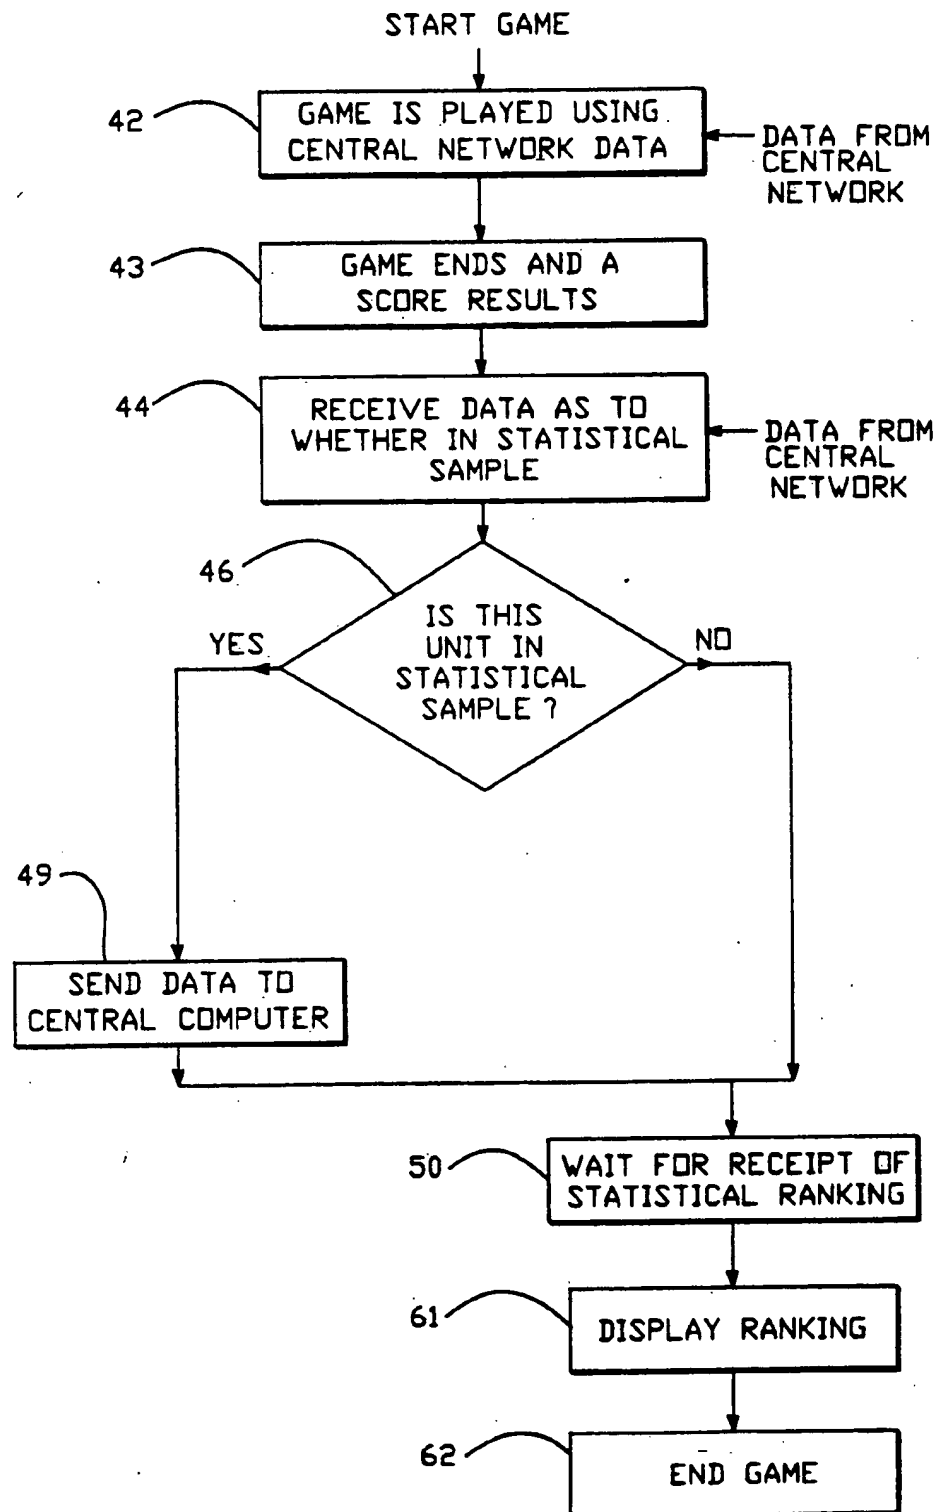 START GAME
42
GAME IS PLAYED USING
CENTRAL NETWORK DATA
DATA FROM
CENTRAL
NETWORK
43
GAME ENDS AND A
SCORE RESULTS
44
RECEIVE DATA AS TO
WHETHER IN STATISTICAL
SAMPLE
DATA FROM
CENTRAL
NETWORK
46
IS THIS
UNIT IN
STATISTICAL
SAMPLE ?
YES
NO
49
SEND DATA TO
CENTRAL COMPUTER
50
WAIT FOR RECEIPT OF
STATISTICAL RANKING
61
DISPLAY RANKING
62
END GAME